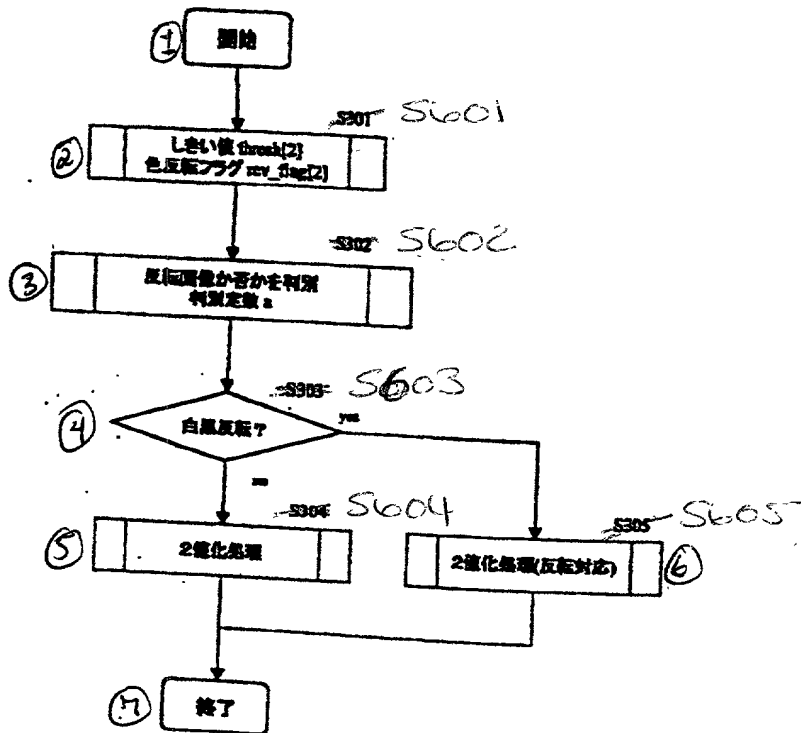 ① 開始
S301 S601
② しきい値 thresh[2]
色反転フラグ rev_flag[2]
S302 S602
③ 反転画像か否かを判別
判別定数 a
S303 S603
④ 白黒反転? yes
no
S304 S604
S305 S605
⑤ 2値化処理
2値化処理(反転対応) ⑥
⑦ 終了